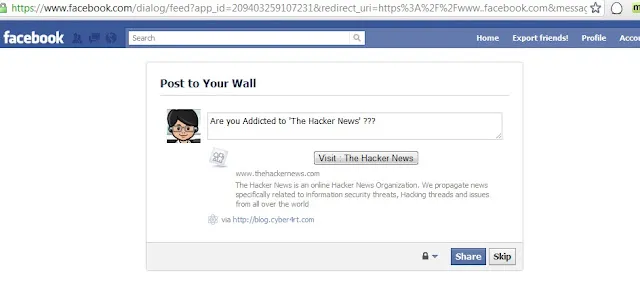 https://www.facebook.com/dialog/feed?app_id=209403259107231&redirect_uri=https%3A%2F%2Fwww.facebook.com&messag
facebook Search Home Export friends! Profile Accou
Post to Your Wall
Are you Addicted to 'The Hacker News' ???
Visit : The Hacker News
www.thehackernews.com
The Hacker News is an online Hacker News Organization. We propagate news
specifically related to information security threats, Hacking threads and issues
from all over the world
via http://blog.cyber4rt.com
Share Skip